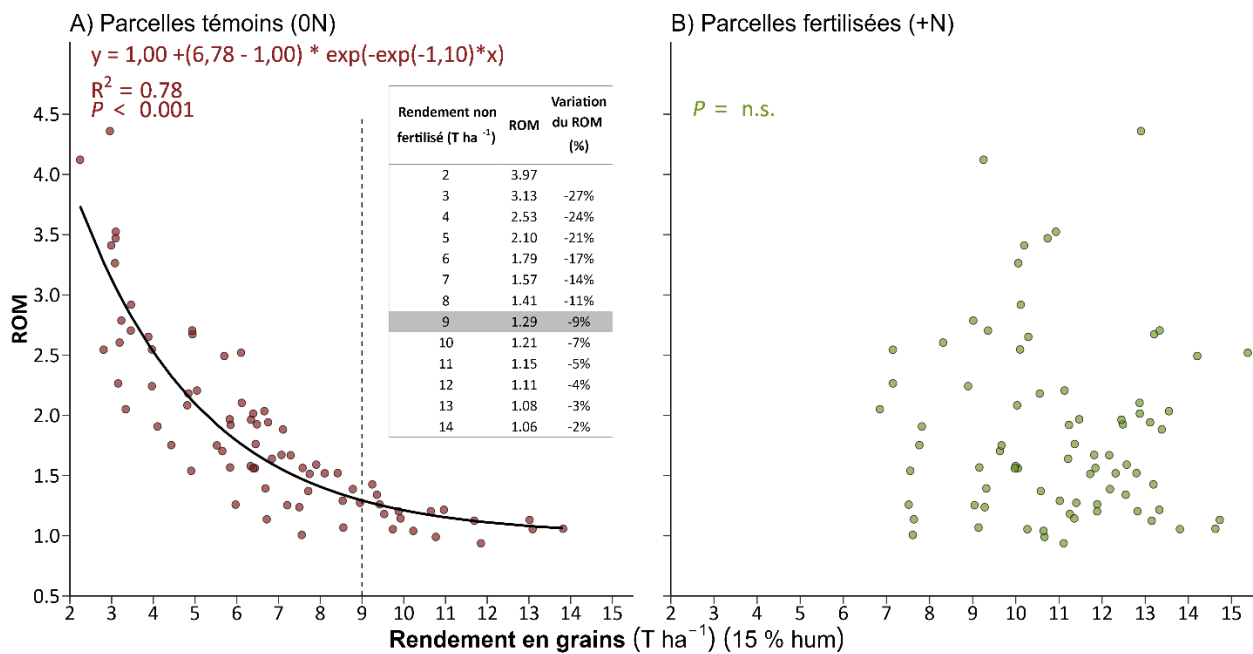 A) Parcelles témoins (0N)
y = 1,00 +(6,78 - 1,00) * exp(-exp(-1,10)*x)
R² = 0.78
P < 0.001
Rendement non fertilisé (T ha ⁻¹) ROM Variation du ROM (%)
2 3.97
3 3.13 -27%
4 2.53 -24%
5 2.10 -21%
6 1.79 -17%
7 1.57 -14%
8 1.41 -11%
9 1.29 -9%
10 1.21 -7%
11 1.15 -5%
12 1.11 -4%
13 1.08 -3%
14 1.06 -2%
ROM
4.5
4.0
3.5
3.0
2.5
2.0
1.5
1.0
0.5
2 3 4 5 6 7 8 9 10 11 12 13 14 15
B) Parcelles fertilisées (+N)
P = n.s.
2 3 4 5 6 7 8 9 10 11 12 13 14 15
Rendement en grains (T ha⁻¹) (15 % hum)